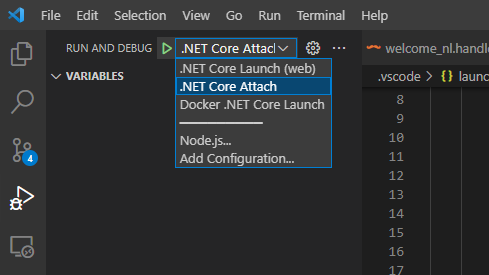 File Edit Selection View Go Run Terminal Help
RUN AND DEBUG .NET Core Attach
welcome_nl.handle
VARIABLES
.NET Core Launch (web)
.vscode > {} laun
.NET Core Attach
8
Docker .NET Core Launch
9
10
11
Node.js...
12
Add Configuration...
13
4
14
15
16
17
18